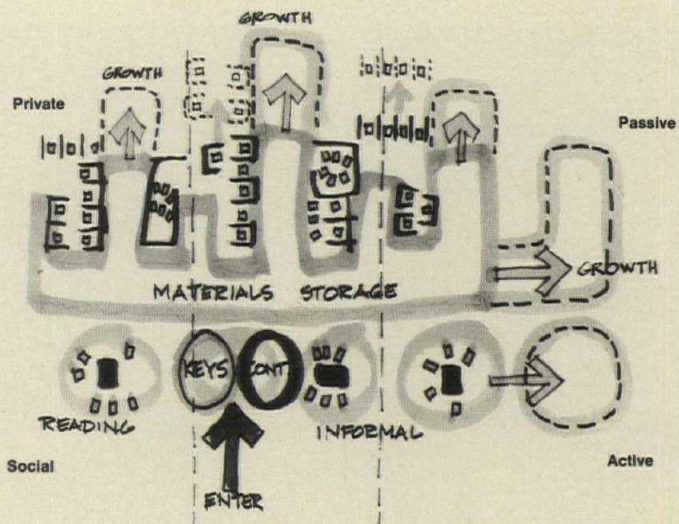 GROWTH
GROWTH
Private
Passive
GROWTH
MATERIALS STORAGE
KEYS
CONT
READING
INFORMAL
Social
Active
ENTER